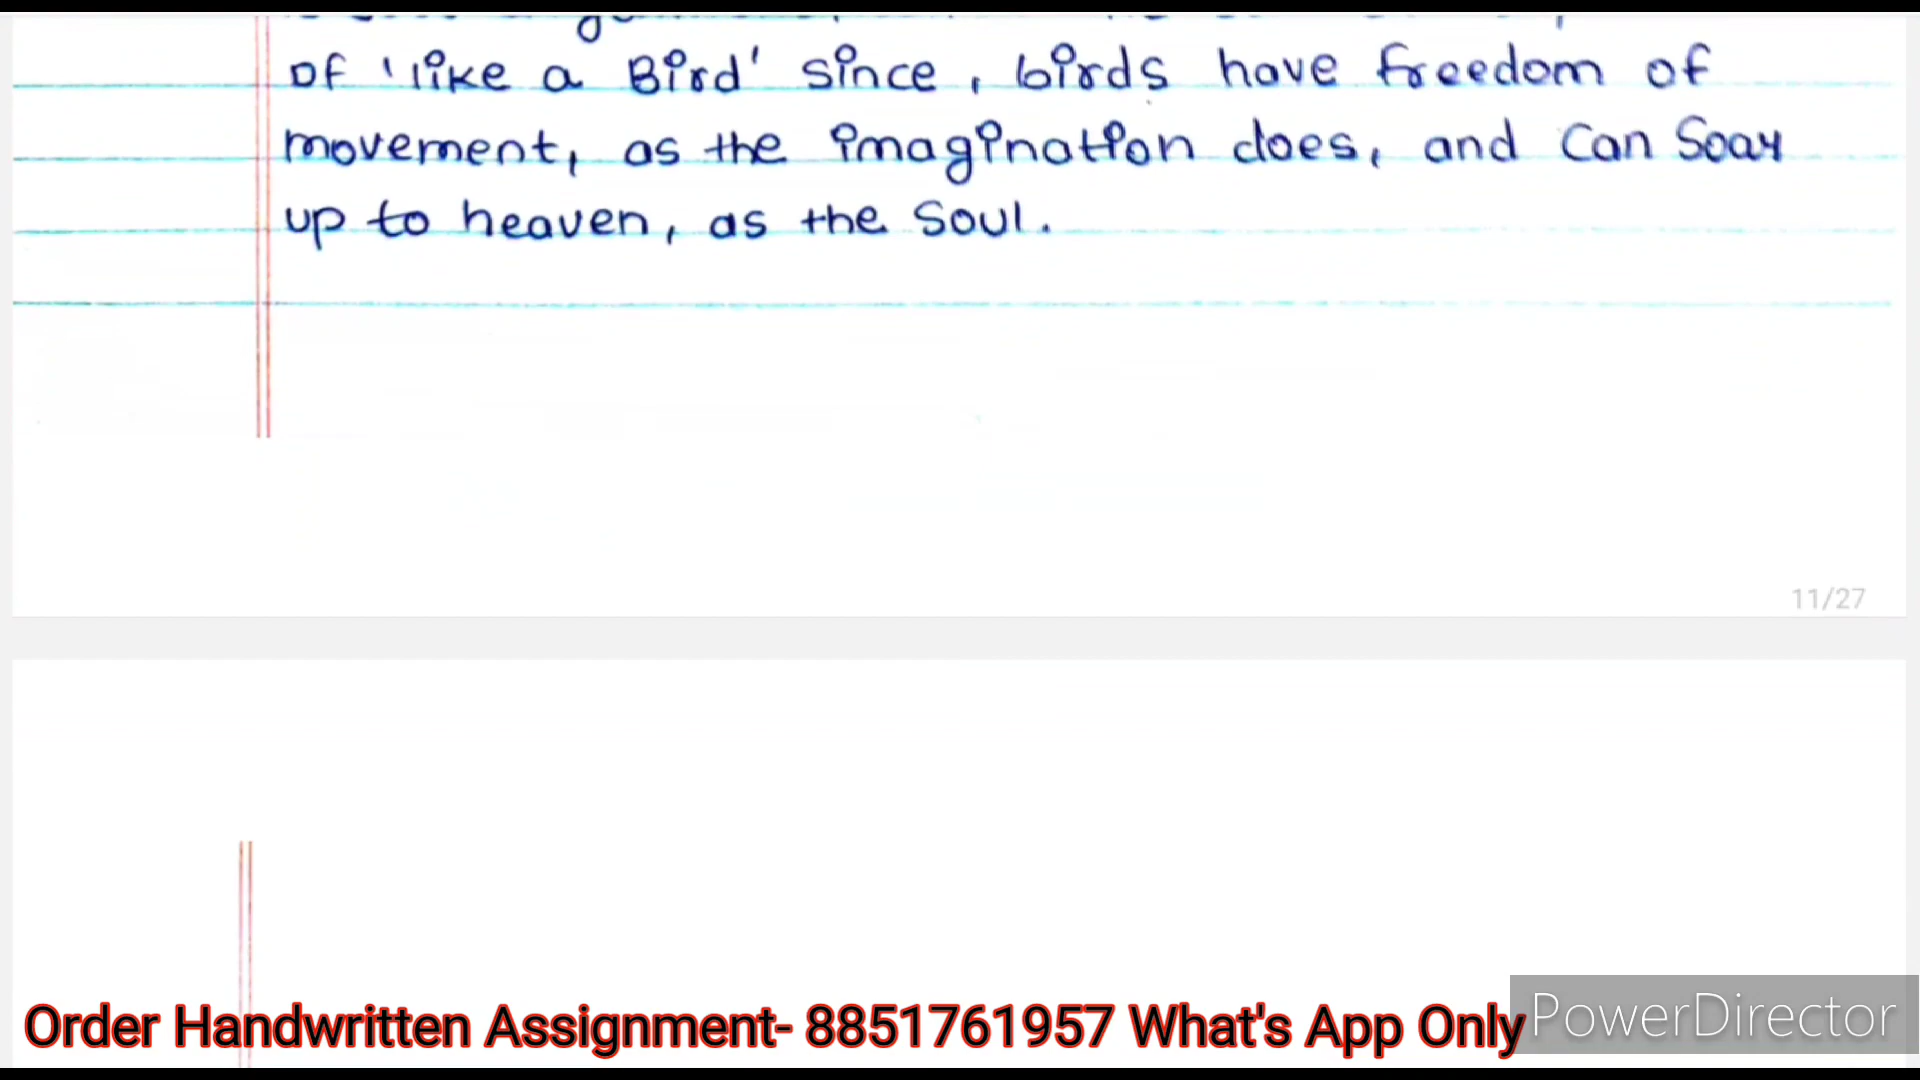 of 'like a Bird' since, birds have freedom of
movement, as the imagination does, and can Soar
up to heaven, as the Soul.
11/27
Order Handwritten Assignment- 8851761957 What's App Only
PowerDirector